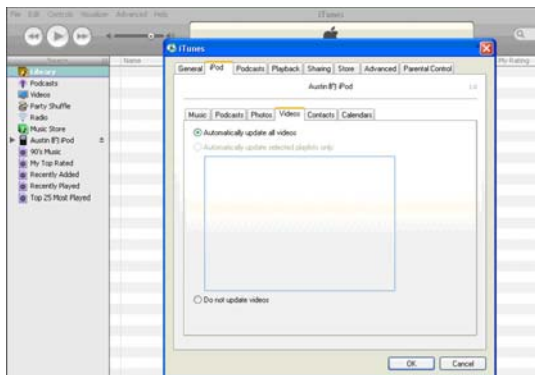 File Edit Controls Visualizer Advanced Help
iTunes
Source
Name
My Rating
Library
Podcasts
Videos
Party Shuffle
Radio
Music Store
Austin 的 iPod
90's Music
My Top Rated
Recently Added
Recently Played
Top 25 Most Played
iTunes
General iPod Podcasts Playback Sharing Store Advanced Parental Control
Austin 的 iPod
Music Podcasts Photos Videos Contacts Calendars
Automatically update all videos
Automatically update selected playlists only:
Do not update videos
OK Cancel